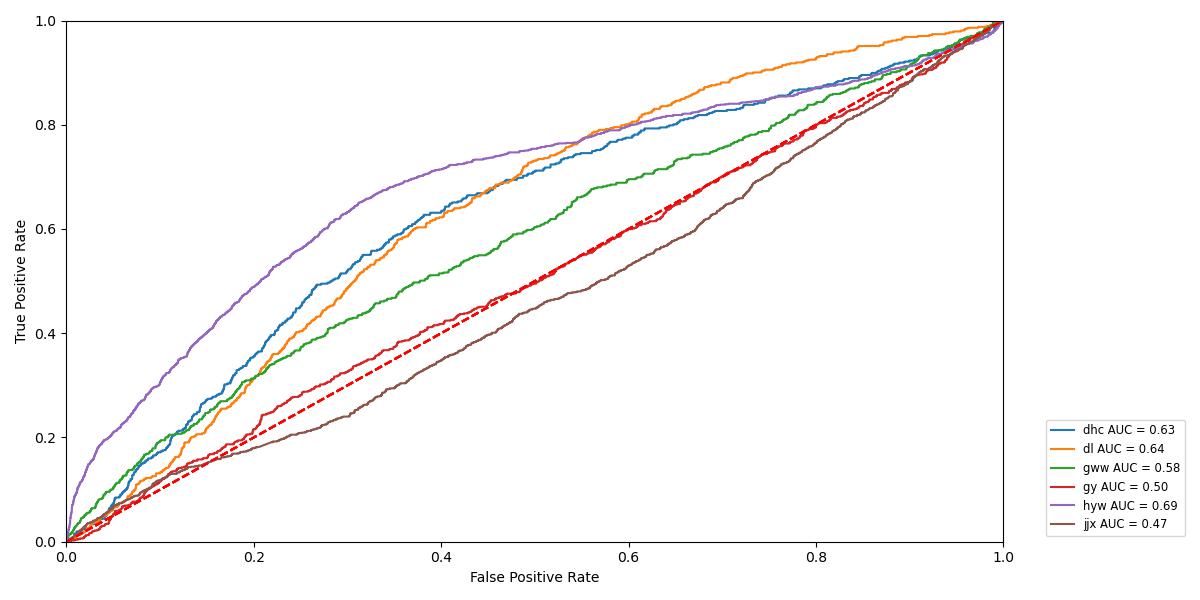 1.0
0.8
0.6
0.4
0.2
0.0
True Positive Rate
0.0 0.2 0.4 0.6 0.8 1.0
False Positive Rate
dhc AUC = 0.63
dl AUC = 0.64
gww AUC = 0.58
gy AUC = 0.50
hyw AUC = 0.69
jjx AUC = 0.47